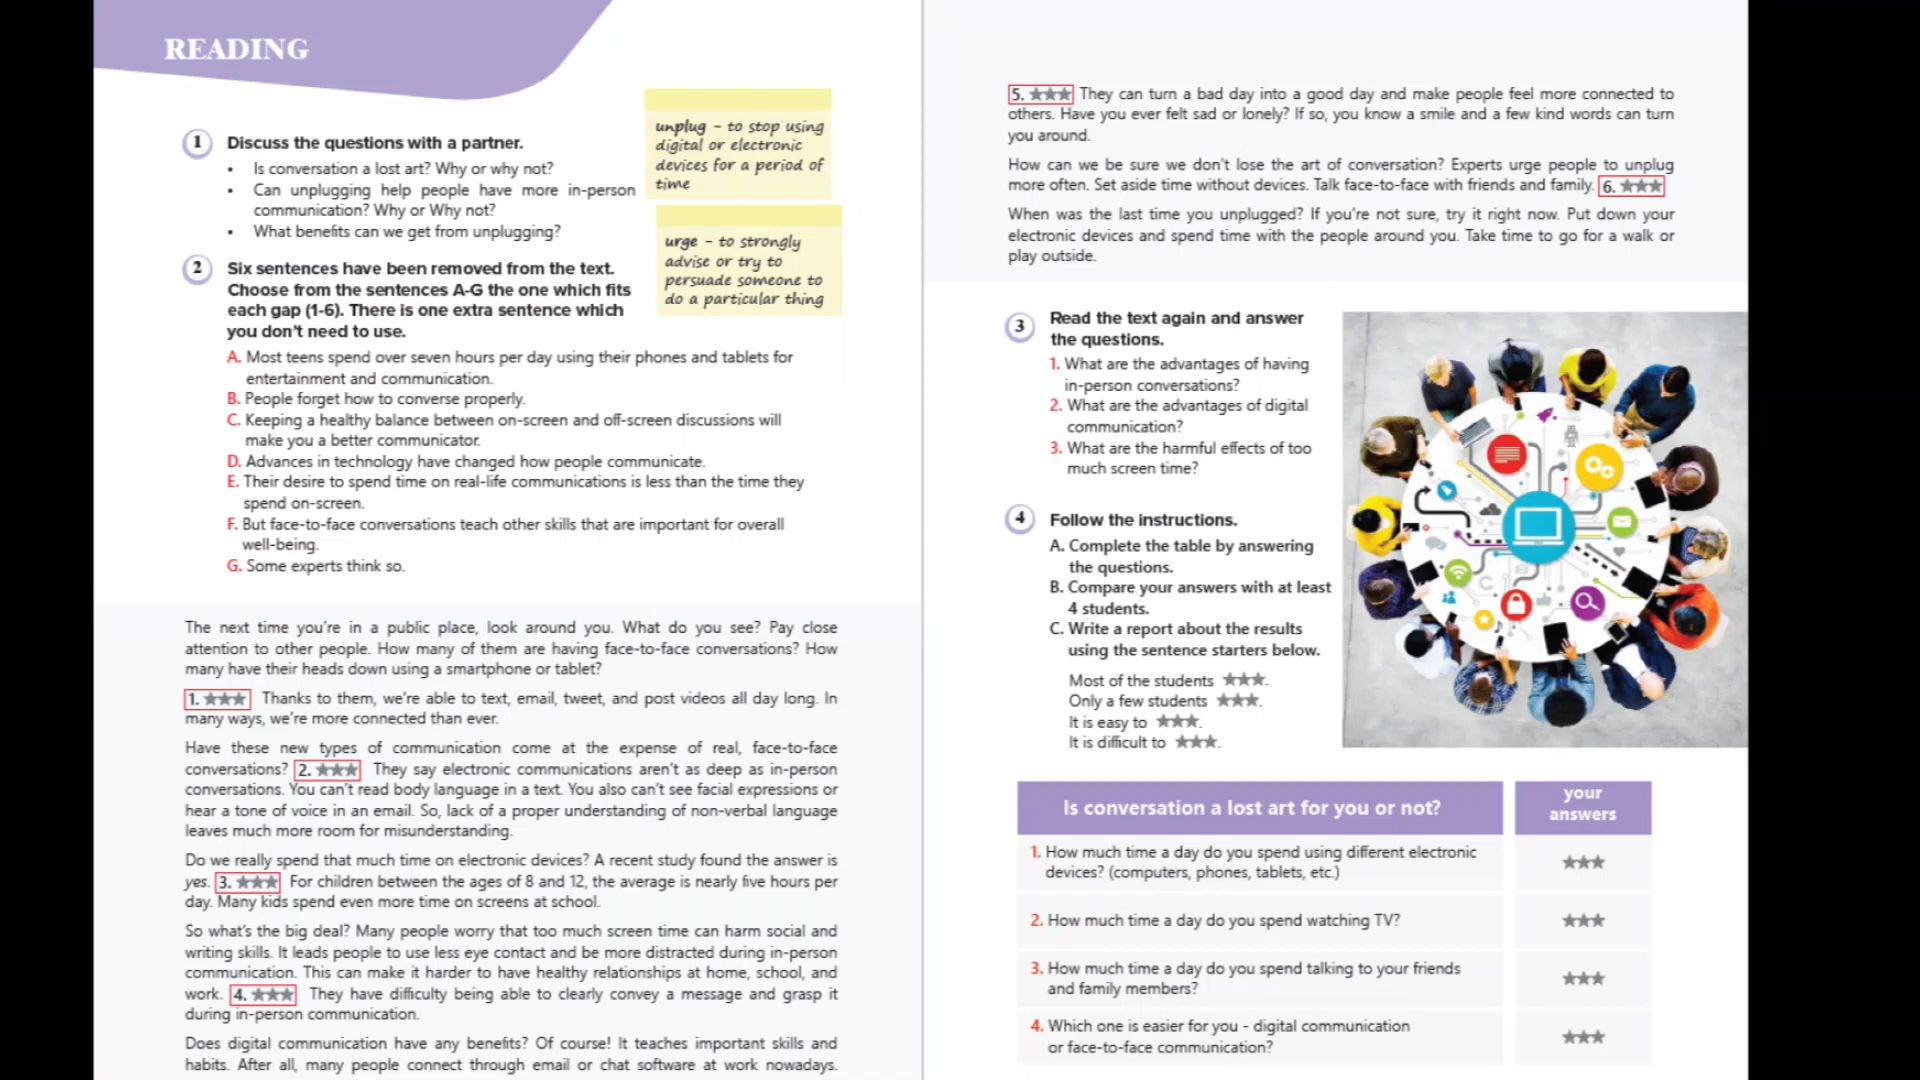 READING
1 Discuss the questions with a partner.
• Is conversation a lost art? Why or why not?
• Can unplugging help people have more in-person
communication? Why or Why not?
• What benefits can we get from unplugging?
unplug – to stop using
digital or electronic
devices for a period of
time
urge – to strongly
advise or try to
persuade someone to
do a particular thing
2 Six sentences have been removed from the text.
Choose from the sentences A-G the one which fits
each gap (1-6). There is one extra sentence which
you don't need to use.
A. Most teens spend over seven hours per day using their phones and tablets for
entertainment and communication.
B. People forget how to converse properly.
C. Keeping a healthy balance between on-screen and off-screen discussions will
make you a better communicator.
D. Advances in technology have changed how people communicate.
E. Their desire to spend time on real-life communications is less than the time they
spend on-screen.
F. But face-to-face conversations teach other skills that are important for overall
well-being.
G. Some experts think so.
The next time you're in a public place, look around you. What do you see? Pay close
attention to other people. How many of them are having face-to-face conversations? How
many have their heads down using a smartphone or tablet?
1. ★★★ Thanks to them, we're able to text, email, tweet, and post videos all day long. In
many ways, we're more connected than ever.
Have these new types of communication come at the expense of real, face-to-face
conversations? 2. ★★★ They say electronic communications aren't as deep as in-person
conversations. You can't read body language in a text. You also can't see facial expressions or
hear a tone of voice in an email. So, lack of a proper understanding of non-verbal language
leaves much more room for misunderstanding.
Do we really spend that much time on electronic devices? A recent study found the answer is
yes. 3. ★★★ For children between the ages of 8 and 12, the average is nearly five hours per
day. Many kids spend even more time on screens at school.
So what's the big deal? Many people worry that too much screen time can harm social and
writing skills. It leads people to use less eye contact and be more distracted during in-person
communication. This can make it harder to have healthy relationships at home, school, and
work. 4. ★★★ They have difficulty being able to clearly convey a message and grasp it
during in-person communication.
Does digital communication have any benefits? Of course! It teaches important skills and
habits. After all, many people connect through email or chat software at work nowadays.
5. ★★★ They can turn a bad day into a good day and make people feel more connected to
others. Have you ever felt sad or lonely? If so, you know a smile and a few kind words can turn
you around.
How can we be sure we don't lose the art of conversation? Experts urge people to unplug
more often. Set aside time without devices. Talk face-to-face with friends and family. 6. ★★★
When was the last time you unplugged? If you're not sure, try it right now. Put down your
electronic devices and spend time with the people around you. Take time to go for a walk or
play outside.
3 Read the text again and answer
the questions.
1. What are the advantages of having
in-person conversations?
2. What are the advantages of digital
communication?
3. What are the harmful effects of too
much screen time?
4 Follow the instructions.
A. Complete the table by answering
the questions.
B. Compare your answers with at least
4 students.
C. Write a report about the results
using the sentence starters below.
Most of the students ★★★.
Only a few students ★★★.
It is easy to ★★★.
It is difficult to ★★★.
Is conversation a lost art for you or not?
your
answers
1. How much time a day do you spend using different electronic
devices? (computers, phones, tablets, etc.)
★★★
2. How much time a day do you spend watching TV?
★★★
3. How much time a day do you spend talking to your friends
and family members?
★★★
4. Which one is easier for you - digital communication
or face-to-face communication?
★★★